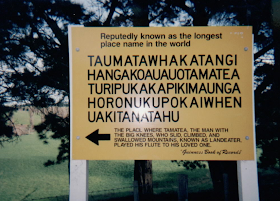 Reputedly known as the longest
place name in the world
TAUMATAWHAKATANGI
HANGAKOAUAUOTAMATEA
TURIPUKAKAPIKIMAUNGA
HORONUKUPOKAIWHEN
UAKITANATAHU
THE PLACE WHERE TAMATEA, THE MAN WITH
THE BIG KNEES, WHO SLID, CLIMBED, AND
SWALLOWED MOUNTAINS, KNOWN AS LANDEATER,
PLAYED HIS FLUTE TO HIS LOVED ONE.
"Guinness Book of Records"